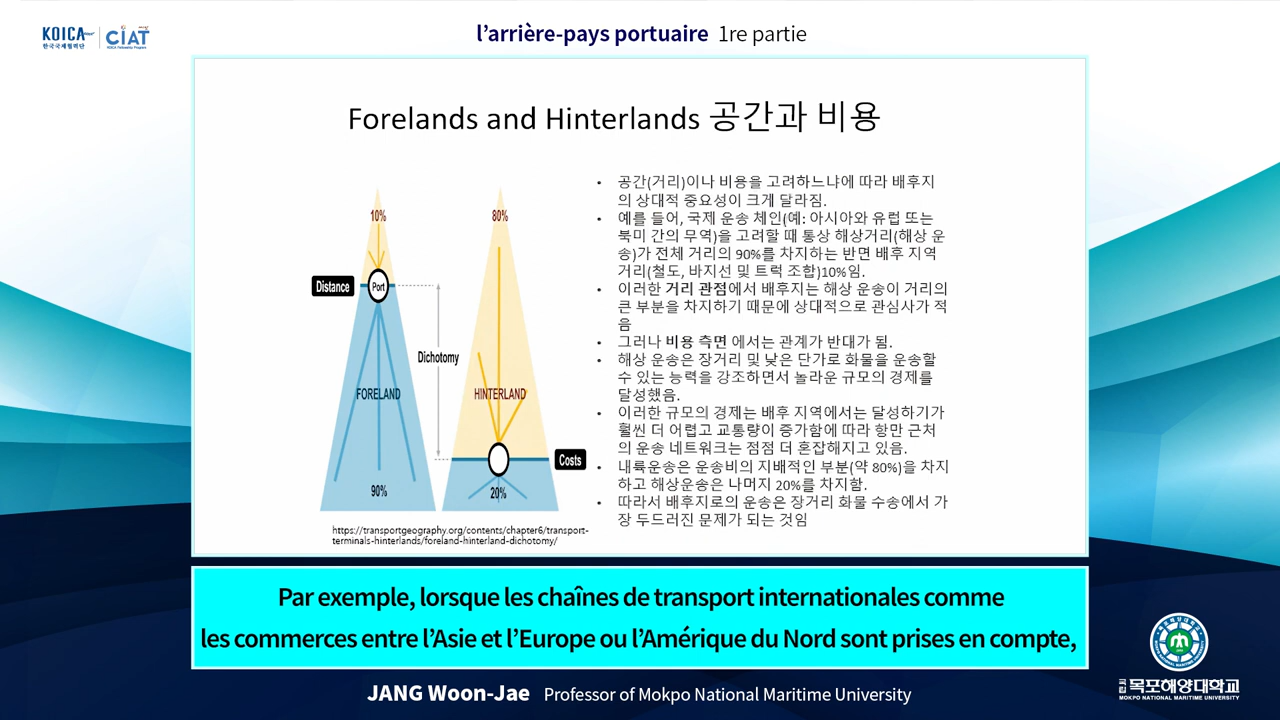 KOICA
한국국제협력단
CIAT
KOICA Fellowship Program
l’arrière-pays portuaire 1re partie
Forelands and Hinterlands 공간과 비용
10%
80%
Distance
Port
Dichotomy
FORELAND
HINTERLAND
Costs
90%
20%
https://transportgeography.org/contents/chapter6/transport-
terminals-hinterlands/foreland-hinterland-dichotomy/
• 공간(거리)이나 비용을 고려하느냐에 따라 배후지
의 상대적 중요성이 크게 달라짐.
• 예를 들어, 국제 운송 체인(예: 아시아와 유럽 또는
북미 간의 무역)을 고려할 때 통상 해상거리(해상 운
송)가 전체 거리의 90%를 차지하는 반면 배후 지역
거리(철도, 바지선 및 트럭 조합)10%임.
• 이러한 거리 관점에서 배후지는 해상 운송이 거리의
큰 부분을 차지하기 때문에 상대적으로 관심사가 적
음
• 그러나 비용 측면 에서는 관계가 반대가 됨.
• 해상 운송은 장거리 및 낮은 단가로 화물을 운송할
수 있는 능력을 강조하면서 놀라운 규모의 경제를
달성했음.
• 이러한 규모의 경제는 배후 지역에서는 달성하기가
훨씬 더 어렵고 교통량이 증가함에 따라 항만 근처
의 운송 네트워크는 점점 더 혼잡해지고 있음.
• 내륙운송은 운송비의 지배적인 부분(약 80%)을 차지
하고 해상운송은 나머지 20%를 차지함.
• 따라서 배후지로의 운송은 장거리 화물 수송에서 가
장 두드러진 문제가 되는 것임
Par exemple, lorsque les chaînes de transport internationales comme
les commerces entre l’Asie et l’Europe ou l’Amérique du Nord sont prises en compte,
JANG Woon-Jae Professor of Mokpo National Maritime University
국립 목포해양대학교
MOKPO NATIONAL MARITIME UNIVERSITY